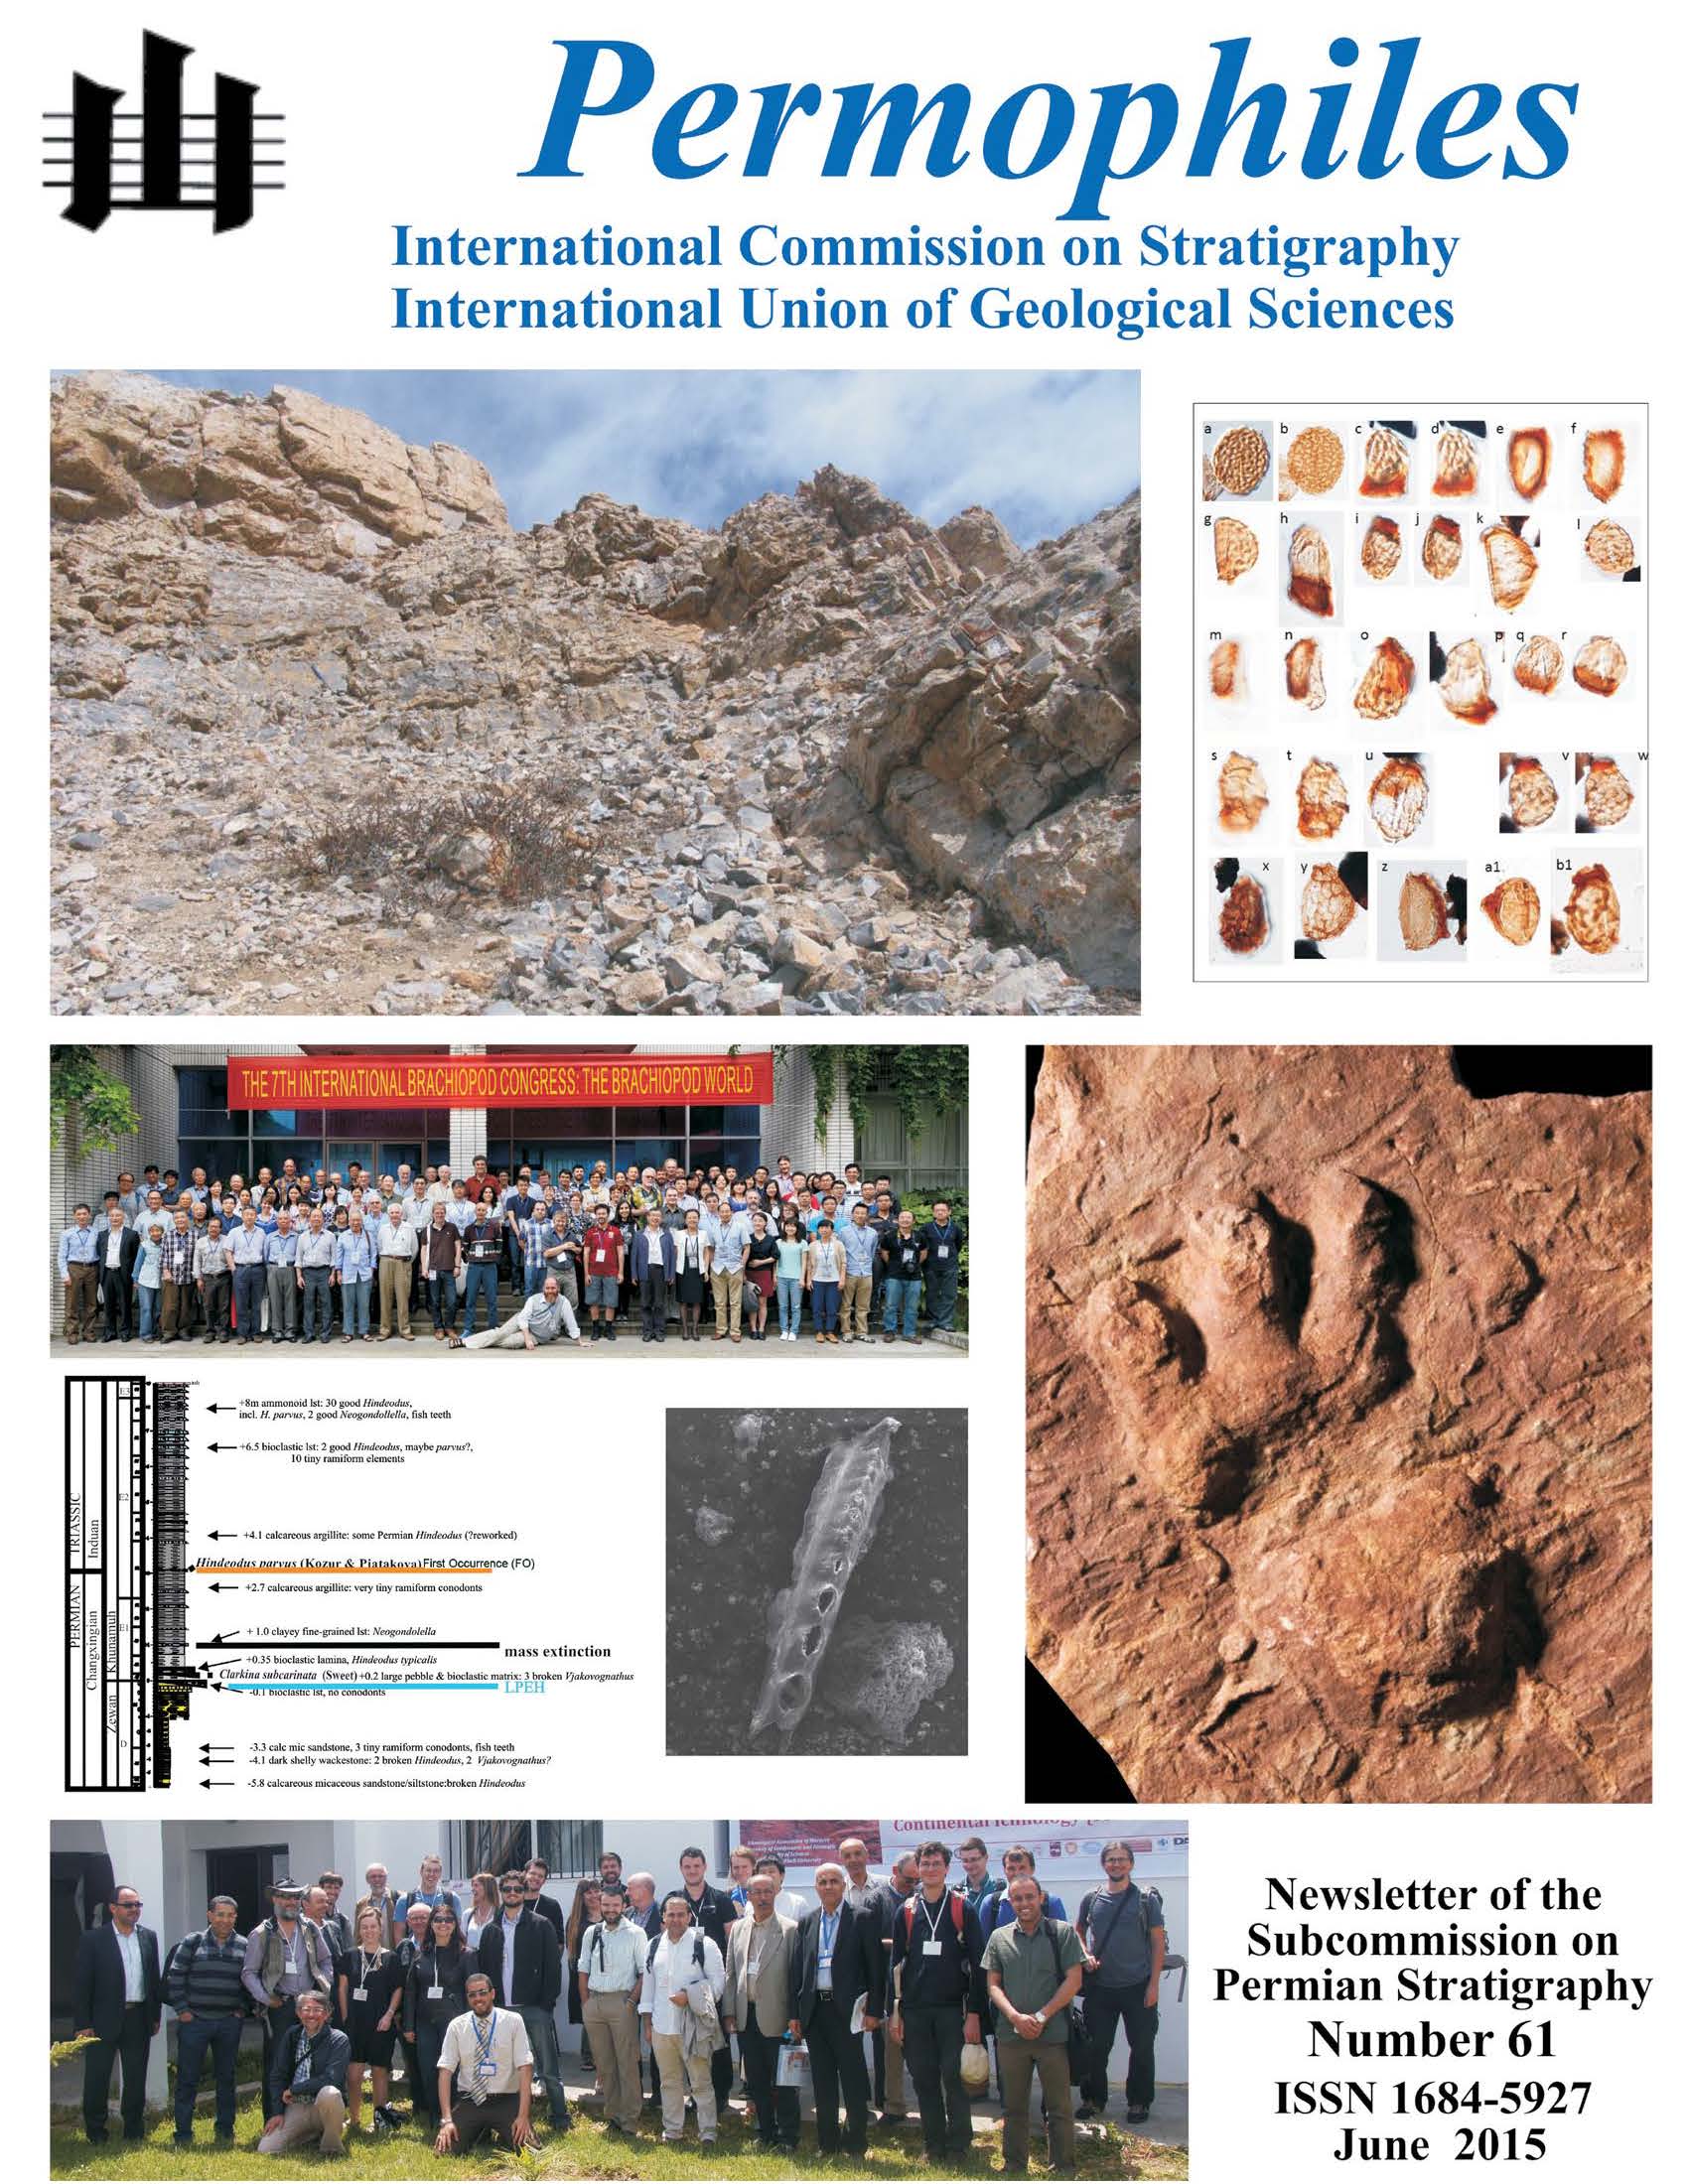 山
Permophiles
International Commission on Stratigraphy
International Union of Geological Sciences
a b c d e f
g h i j k l
m n o p q r
s t u v w
x y z a1. b1
THE 7TH INTERNATIONAL BRACHIOPOD CONGRESS: THE BRACHIOPOD WORLD
TRIASSIC
Induan
PERMIAN
Changxingian
Khunamuh
Zewan
E3
E2
E1
D
+8m ammonoid lst: 30 good Hindeodus,
incl. H. parvus, 2 good Neogondollella, fish teeth
+6.5 bioclastic lst: 2 good Hindeodus, maybe parvus?,
10 tiny ramiform elements
+4.1 calcareous argillite: some Permian Hindeodus (?reworked)
Hindeodus parvus (Kozur & Pjatakova) First Occurrence (FO)
+2.7 calcareous argillite: very tiny ramiform conodonts
+ 1.0 clayey fine-grained lst: Neogondolella
mass extinction
+0.35 bioclastic lamina, Hindeodus typicalis
Clarkina subcarinata (Sweet) +0.2 large pebble & bioclastic matrix: 3 broken Vjakovognathus
LPEH
-0.1 bioclastic lst, no conodonts
-3.3 calc mic sandstone, 3 tiny ramiform conodonts, fish teeth
-4.1 dark shelly wackestone: 2 broken Hindeodus, 2 Vjakovognathus?
-5.8 calcareous micaceous sandstone/siltstone:broken Hindeodus
Continental Ichnology
Newsletter of the
Subcommission on
Permian Stratigraphy
Number 61
ISSN 1684-5927
June 2015